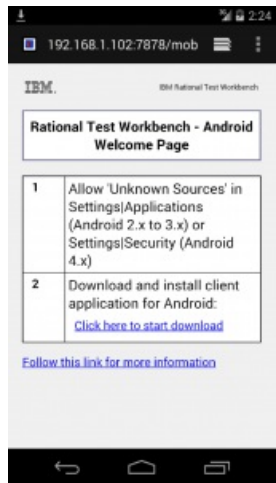 2:24
192.168.1.102:7878/mob
IBM.
IBM Rational Test Workbench
Rational Test Workbench - Android
Welcome Page
1
Allow 'Unknown Sources' in
Settings|Applications
(Android 2.x to 3.x) or
Settings|Security (Android
4.x)
2
Download and install client
application for Android:
Click here to start download
Follow this link for more information